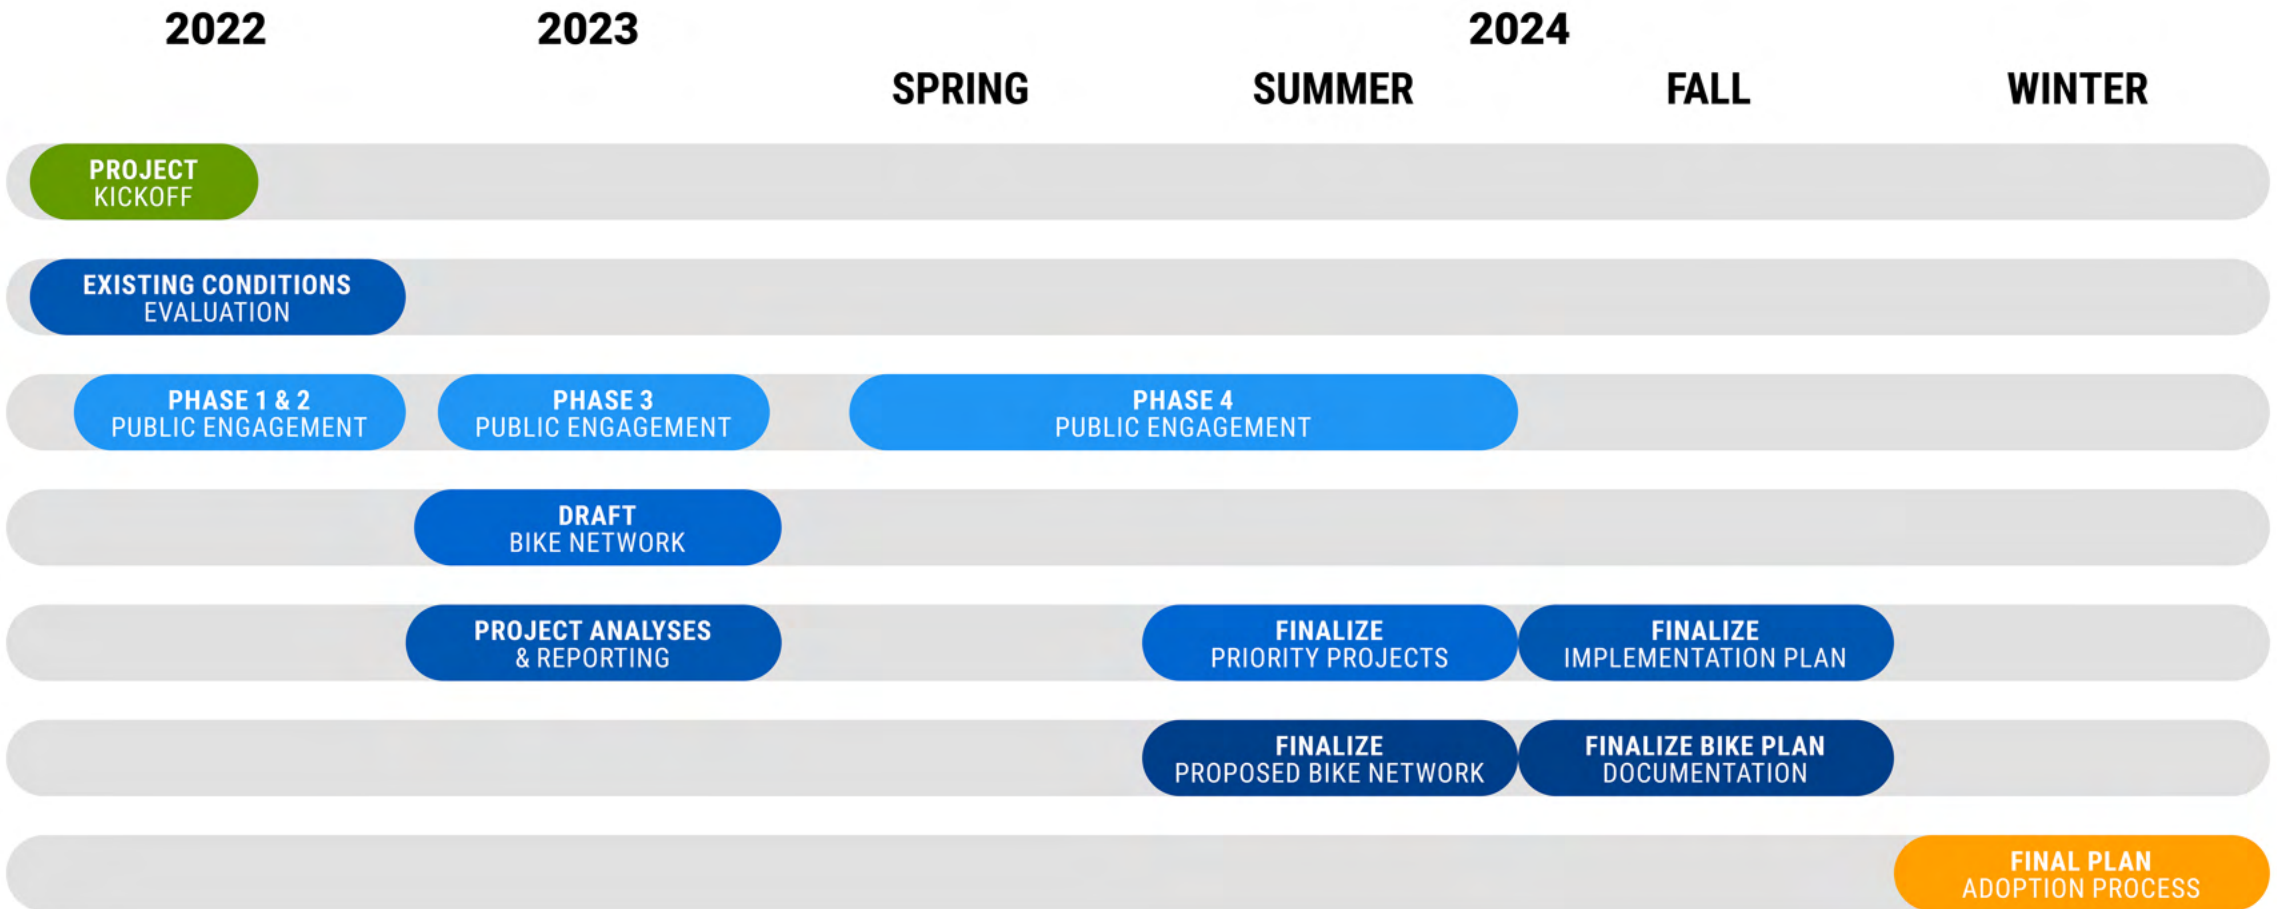 2022
2023
2024
SPRING
SUMMER
FALL
WINTER
PROJECT
KICKOFF
EXISTING CONDITIONS
EVALUATION
PHASE 1 & 2
PUBLIC ENGAGEMENT
PHASE 3
PUBLIC ENGAGEMENT
PHASE 4
PUBLIC ENGAGEMENT
DRAFT
BIKE NETWORK
PROJECT ANALYSES
& REPORTING
FINALIZE
PRIORITY PROJECTS
FINALIZE
IMPLEMENTATION PLAN
FINALIZE
PROPOSED BIKE NETWORK
FINALIZE BIKE PLAN
DOCUMENTATION
FINAL PLAN
ADOPTION PROCESS